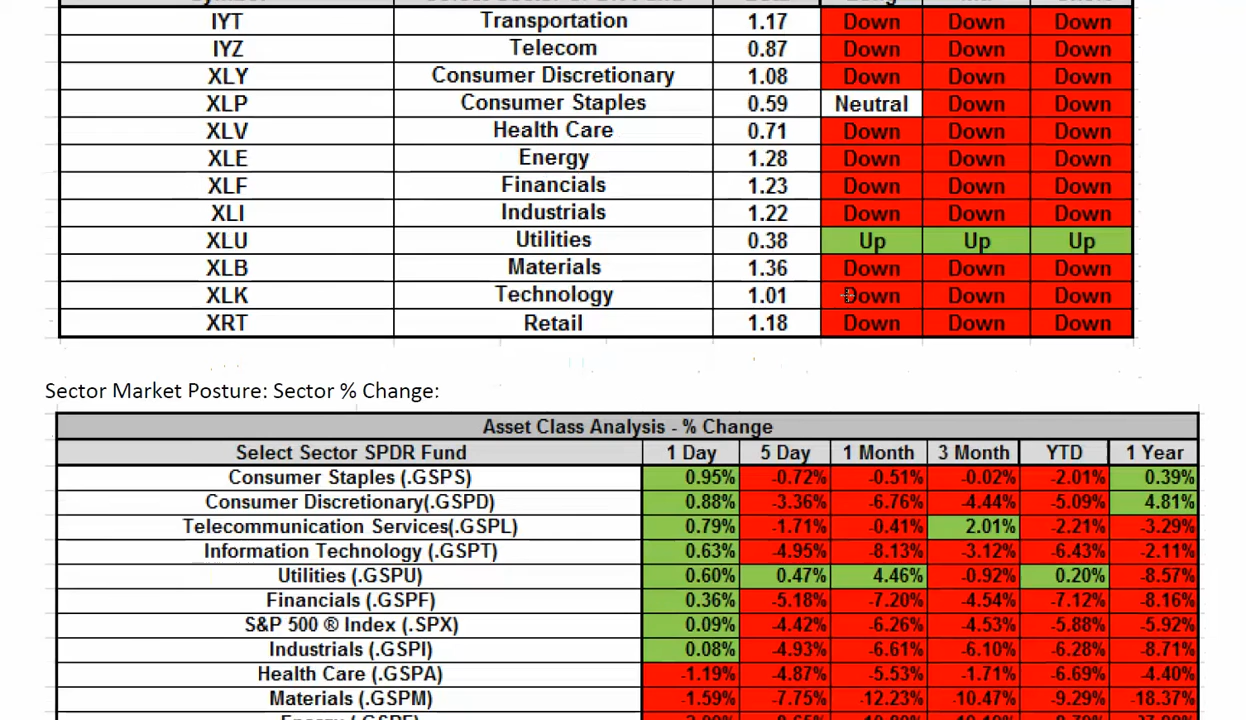 IYT Transportation 1.17 Down Down Down
IYZ Telecom 0.87 Down Down Down
XLY Consumer Discretionary 1.08 Down Down Down
XLP Consumer Staples 0.59 Neutral Down Down
XLV Health Care 0.71 Down Down Down
XLE Energy 1.28 Down Down Down
XLF Financials 1.23 Down Down Down
XLI Industrials 1.22 Down Down Down
XLU Utilities 0.38 Up Up Up
XLB Materials 1.36 Down Down Down
XLK Technology 1.01 Down Down Down
XRT Retail 1.18 Down Down Down
Sector Market Posture: Sector % Change:
Asset Class Analysis - % Change
Select Sector SPDR Fund 1 Day 5 Day 1 Month 3 Month YTD 1 Year
Consumer Staples (.GSPS) 0.95% -0.72% -0.51% -0.02% -2.01% 0.39%
Consumer Discretionary(.GSPD) 0.88% -3.36% -6.76% -4.44% -5.09% 4.81%
Telecommunication Services(.GSPL) 0.79% -1.71% -0.41% 2.01% -2.21% -3.29%
Information Technology (.GSPT) 0.63% -4.95% -8.13% -3.12% -6.43% -2.11%
Utilities (.GSPU) 0.60% 0.47% 4.46% -0.92% 0.20% -8.57%
Financials (.GSPF) 0.36% -5.18% -7.20% -4.54% -7.12% -8.16%
S&P 500 ® Index (.SPX) 0.09% -4.42% -6.26% -4.53% -5.88% -5.92%
Industrials (.GSPI) 0.08% -4.93% -6.61% -6.10% -6.28% -8.71%
Health Care (.GSPA) -1.19% -4.87% -5.53% -1.71% -6.69% -4.40%
Materials (.GSPM) -1.59% -7.75% -12.23% -10.47% -9.29% -18.37%